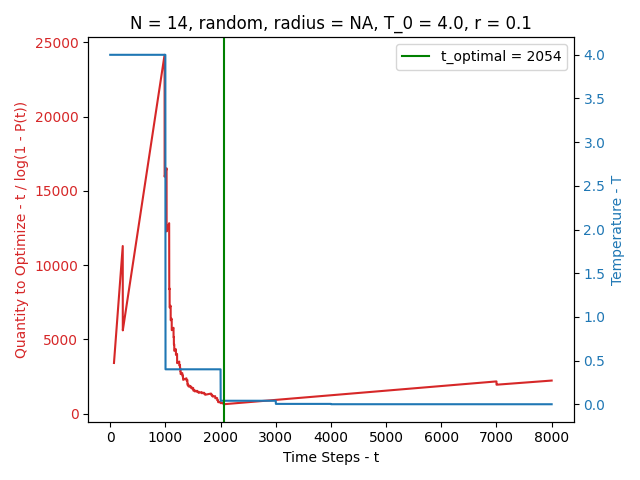 N = 14, random, radius = NA, T_0 = 4.0, r = 0.1
t_optimal = 2054
Quantity to Optimize - t / log(1 - P(t))
25000
20000
15000
10000
5000
0
4.0
3.5
3.0
2.5
2.0
1.5
1.0
0.5
0.0
Temperature - T
0 1000 2000 3000 4000 5000 6000 7000 8000
Time Steps - t